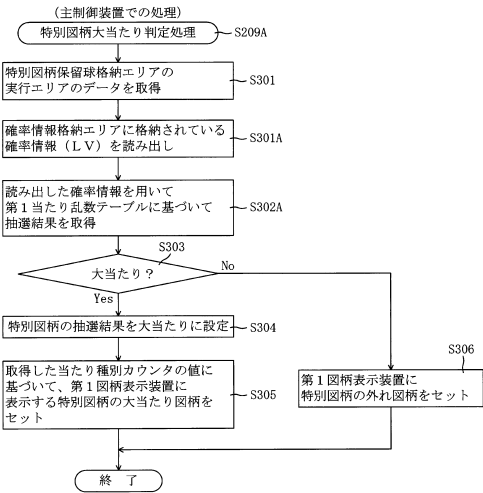 (主制御装置での処理)
特別図柄大当たり判定処理
S209A
特別図柄保留球格納エリアの
実行エリアのデータを取得
S301
確率情報格納エリアに格納されている
確率情報(LV)を読み出し
S301A
読み出した確率情報を用いて
第1当たり乱数テーブルに基づいて
抽選結果を取得
S302A
S303
大当たり?
No
Yes
特別図柄の抽選結果を大当たりに設定
S304
取得した当たり種別カウンタの値に
基づいて、第1図柄表示装置に
表示する特別図柄の大当たり図柄を
セット
S305
S306
第1図柄表示装置に
特別図柄の外れ図柄をセット
終了